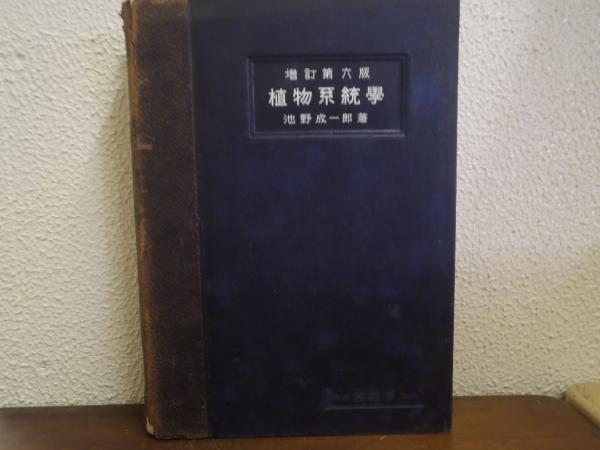 増訂第六版
植物系統學
池野成一郎著